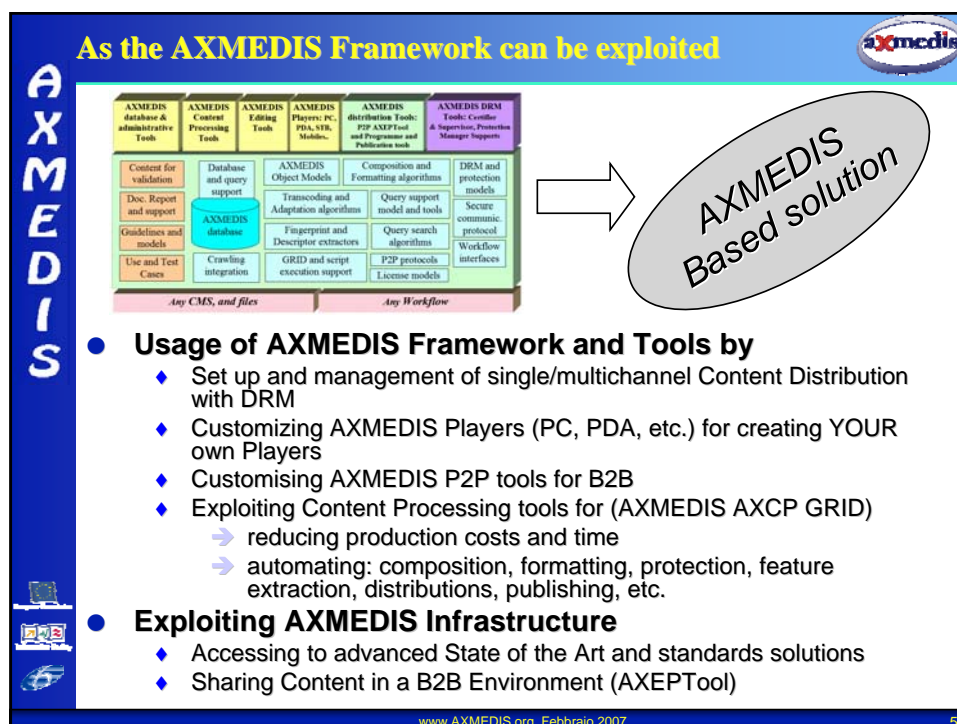 As the AXMEDIS Framework can be exploited
axmedis
AXMEDIS
AXMEDIS
database &
administrative
Tools
AXMEDIS
Content
Processing
Tools
AXMEDIS
Editing
Tools
AXMEDIS
Players: PC,
PDA, STB,
Mobiles..
AXMEDIS
distribution Tools:
P2P AXEPTool
and Programme and
Publication tools
AXMEDIS DRM
Tools: Certifier
& Supervisor, Protection
Manager Supports
Content for
validation
Doc. Report
and support
Guidelines and
models
Use and Test
Cases
Database
and query
support
AXMEDIS
database
Crawling
integration
AXMEDIS
Object Models
Transcoding and
Adaptation algorithms
Fingerprint and
Descriptor extractors
GRID and script
execution support
Composition and
Formatting algorithms
Query support
model and tools
Query search
algorithms
P2P protocols
License models
DRM and
protection
models
Secure
communic.
protocol
Workflow
interfaces
Any CMS, and files
Any Workflow
AXMEDIS
Based solution
Usage of AXMEDIS Framework and Tools by
Set up and management of single/multichannel Content Distribution
with DRM
Customizing AXMEDIS Players (PC, PDA, etc.) for creating YOUR
own Players
Customising AXMEDIS P2P tools for B2B
Exploiting Content Processing tools for (AXMEDIS AXCP GRID)
reducing production costs and time
automating: composition, formatting, protection, feature
extraction, distributions, publishing, etc.
Exploiting AXMEDIS Infrastructure
Accessing to advanced State of the Art and standards solutions
Sharing Content in a B2B Environment (AXEPTool)
www.AXMEDIS.org, Febbraio 2007
5